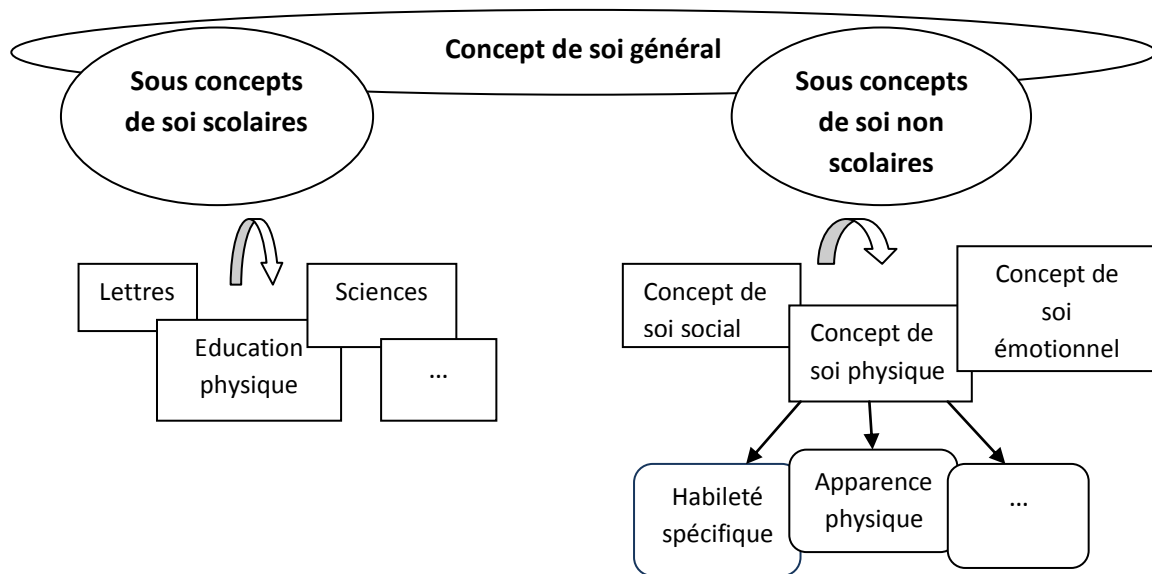 Concept de soi général
Sous concepts
de soi scolaires
Sous concepts
de soi non
scolaires
Lettres
Education
physique
Sciences
...
Concept de
soi social
Concept de
soi physique
Concept de
soi
émotionnel
Habileté
spécifique
Apparence
physique
...